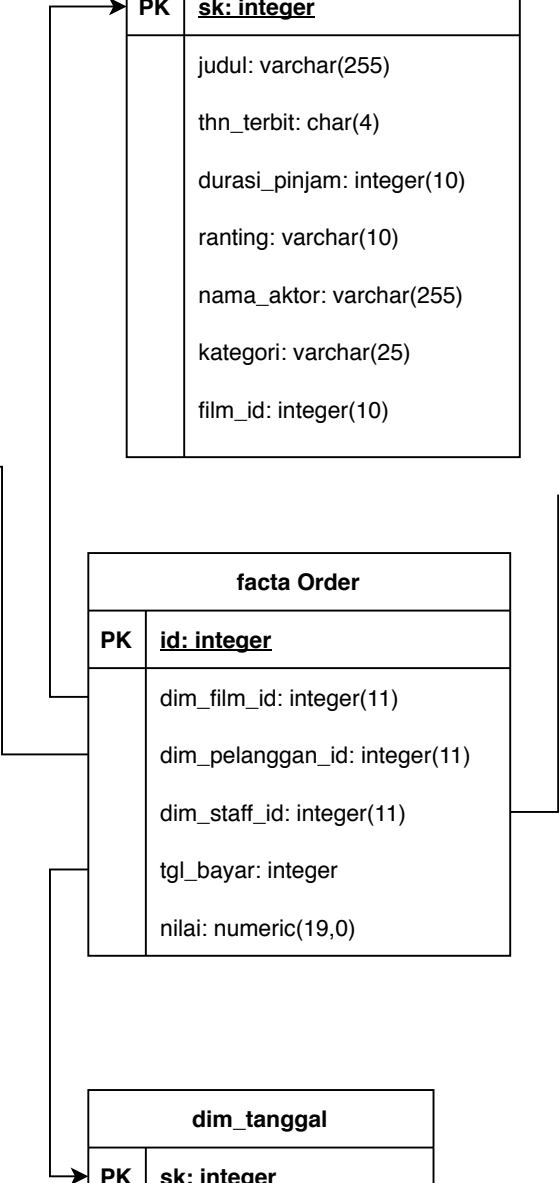 PK sk: integer
judul: varchar(255)
thn_terbit: char(4)
durasi_pinjam: integer(10)
ranting: varchar(10)
nama_aktor: varchar(255)
kategori: varchar(25)
film_id: integer(10)
facta Order
PK id: integer
dim_film_id: integer(11)
dim_pelanggan_id: integer(11)
dim_staff_id: integer(11)
tgl_bayar: integer
nilai: numeric(19,0)
dim_tanggal
PK sk: integer